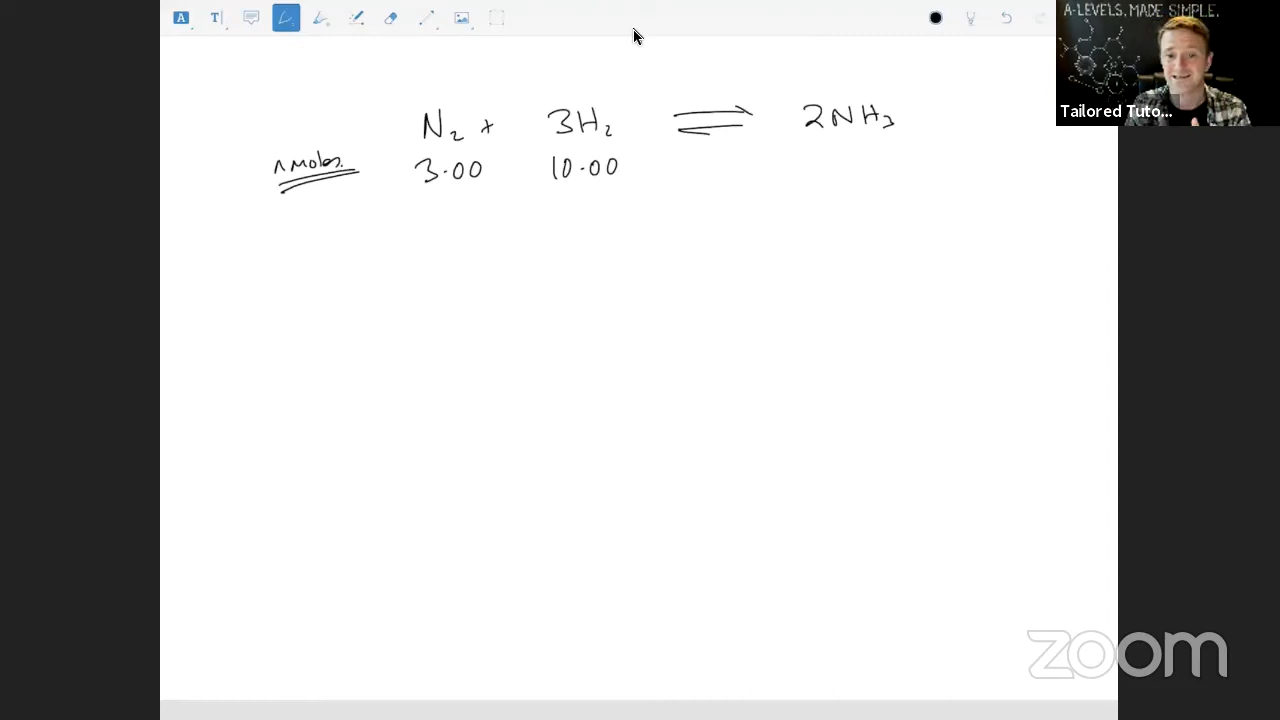 A-LEVELS. MADE SIMPLE.
Tailored Tuto...
N₂ + 3H₂ ⇌ 2NH₃
n moles. 3.00 10.00
zoom